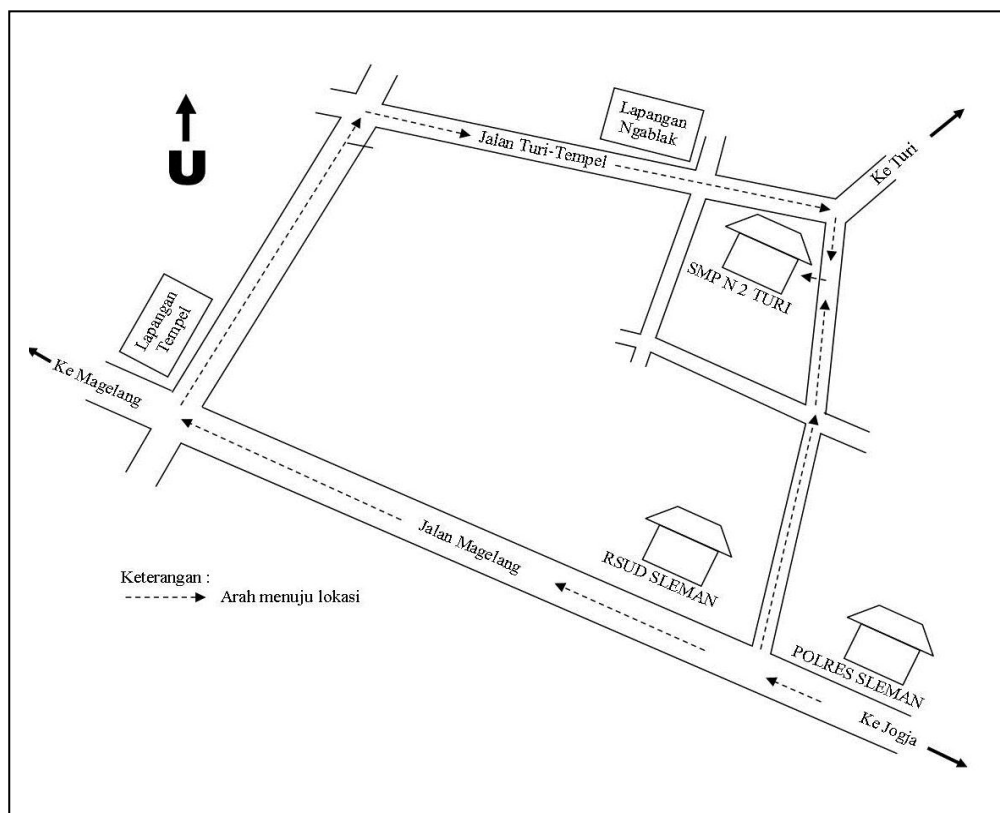 Lapangan
Ngablak
Jalan Turi-Tempel
Ke Turi
U
SMP N 2 TURI
Lapangan
Tempel
Ke Magelang
Jalan Magelang
RSUD SLEMAN
Keterangan :
Arah menuju lokasi
POLRES SLEMAN
Ke Jogja